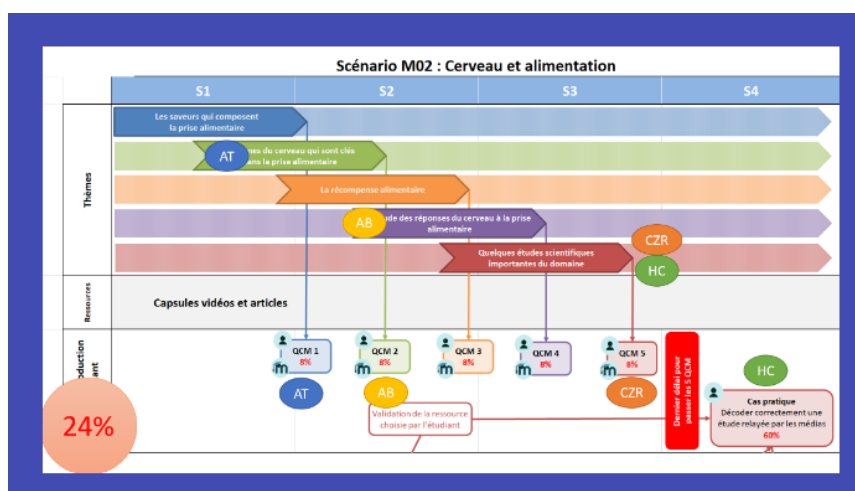 Scénario M02 : Cerveau et alimentation
S1
S2
S3
S4
Thèmes
Les saveurs qui composent
la prise alimentaire
AT
mes du cerveau qui sont clés
ans la prise alimentaire
La récompense alimentaire
AB
ude des réponses du cerveau à la prise
alimentaire
CZR
Quelques études scientifiques
importantes du domaine
HC
Ressources
Capsules vidéos et articles
oduction
ant
QCM 1
8%
QCM 2
8%
QCM 3
8%
QCM 4
8%
QCM 5
8%
AT
AB
CZR
HC
24%
Validation de la ressource
choisie par l'étudiant
Dernier délai pour
passer les 5 QCM
Cas pratique
Décoder correctement une
étude relayée par les médias
60%